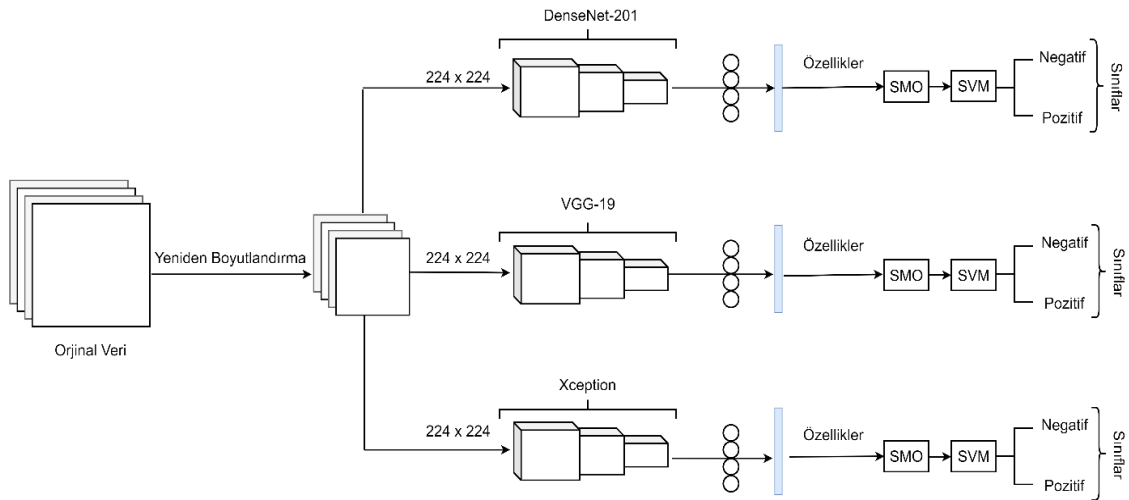 DenseNet-201
224 x 224
Özellikler
SMO
SVM
Negatif
Pozitif
Sınıflar
Orjinal Veri
Yeniden Boyutlandırma
VGG-19
224 x 224
Özellikler
SMO
SVM
Negatif
Pozitif
Sınıflar
Xception
224 x 224
Özellikler
SMO
SVM
Negatif
Pozitif
Sınıflar